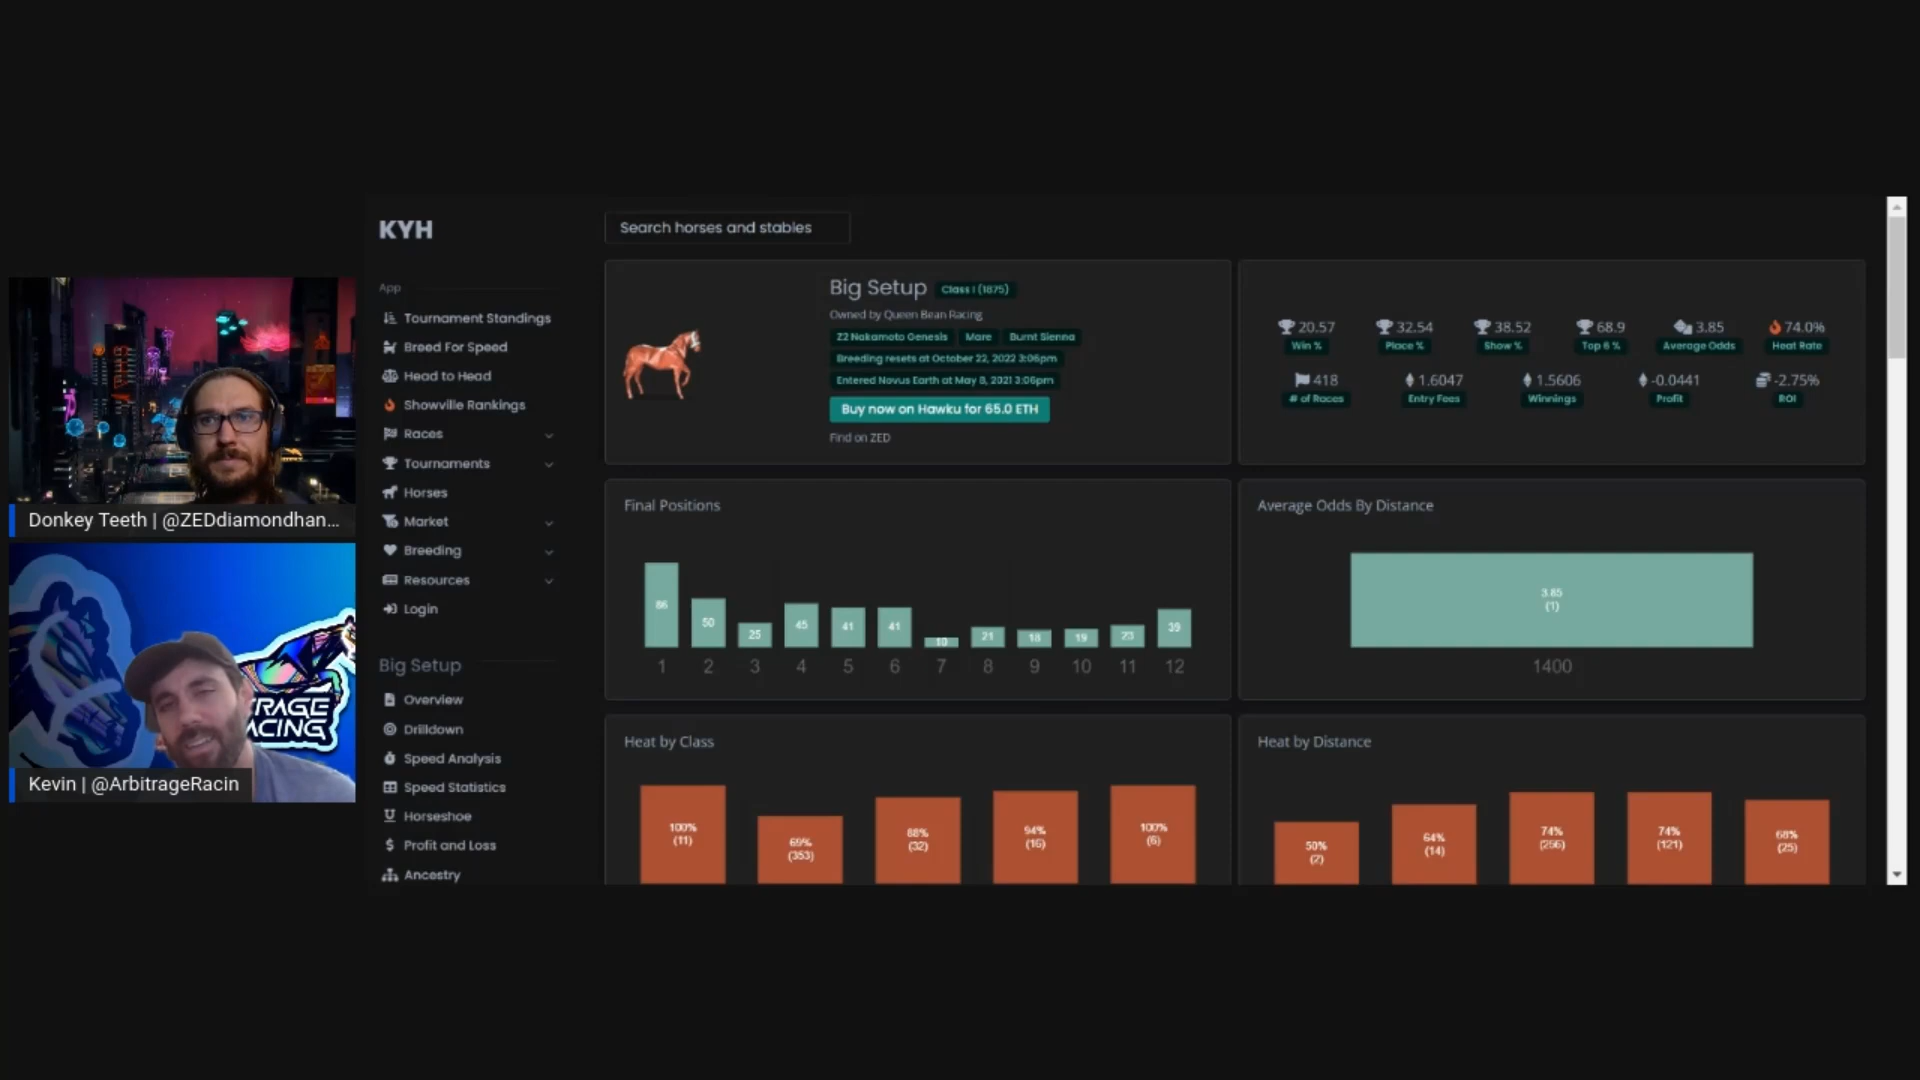 KYH
Search horses and stables
App
Tournament Standings
Breed For Speed
Head to Head
Showville Rankings
Races
Tournaments
Horses
Market
Breeding
Resources
Login
Big Setup
Overview
Drilldown
Speed Analysis
Speed Statistics
Horseshoe
Profit and Loss
Ancestry
Big Setup Class I (1875)
Owned by Queen Bean Racing
Z2 Nakamoto Genesis Mare Burnt Sienna
Breeding resets at October 22, 2022 3:06pm
Entered Novus Earth at May 8, 2021 3:06pm
Buy now on Hawku for 65.0 ETH
Find on ZED
20.57 32.54 38.52 68.9 3.85 74.0%
Win % Place % Show % Top 6 % Average Odds Heat Rate
418 1.6047 1.5606 -0.0441 -2.75%
# of Races Entry Fees Winnings Profit ROI
Final Positions
86 50 25 45 41 41 10 21 18 19 23 39
1 2 3 4 5 6 7 8 9 10 11 12
Average Odds By Distance
3.85
(1)
1400
Heat by Class
100% 69% 88% 94% 100%
(11) (353) (32) (16) (6)
Heat by Distance
50% 64% 74% 74% 68%
(2) (14) (256) (121) (25)
Donkey Teeth | @ZEDdiamondhan...
RAGE
ACING
Kevin | @ArbitrageRacin